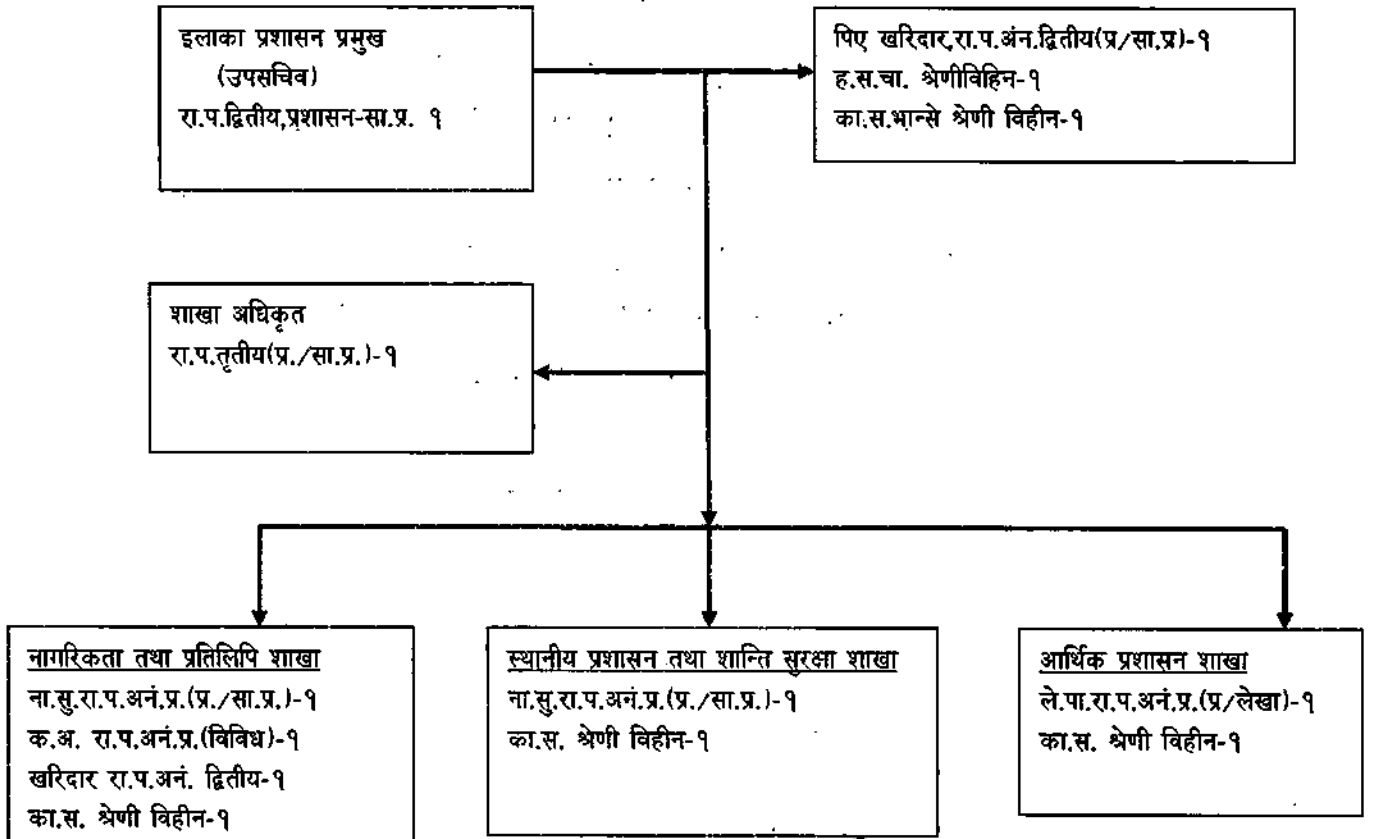 इलाका प्रशासन प्रमुख
(उपसचिव)
रा.प.द्वितीय,प्रशासन-सा.प्र. १
पिए खरिदार,रा.प.अंन.द्वितीय(प्र/सा.प्र)-१
ह.स.चा. श्रेणीविहिन-१
का.स.भान्से श्रेणी विहीन-१
शाखा अधिकृत
रा.प.तृतीय(प्र./सा.प्र.)-१
नागरिकता तथा प्रतिलिपि शाखा
ना.सु.रा.प.अनं.प्र.(प्र./सा.प्र.)-१
क.अ. रा.प.अनं.प्र.(विविध)-१
खरिदार रा.प.अनं. द्वितीय-१
का.स. श्रेणी विहीन-१
स्थानीय प्रशासन तथा शान्ति सुरक्षा शाखा
ना.सु.रा.प.अनं.प्र.(प्र./सा.प्र.)-१
का.स. श्रेणी विहीन-१
आर्थिक प्रशासन शाखा
ले.पा.रा.प.अनं.प्र.(प्र/लेखा)-१
का.स. श्रेणी विहीन-१